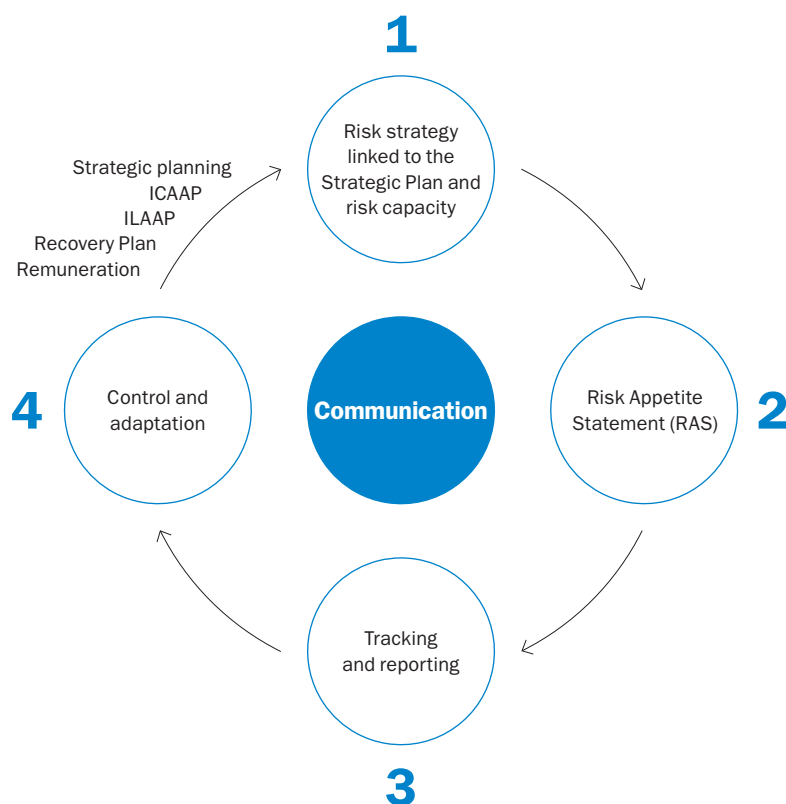 1
Risk strategy
linked to the
Strategic Plan and
risk capacity
Strategic planning
ICAAP
ILAAP
Recovery Plan
Remuneration
4
Control and
adaptation
Communication
Risk Appetite
Statement (RAS)
2
Tracking
and reporting
3